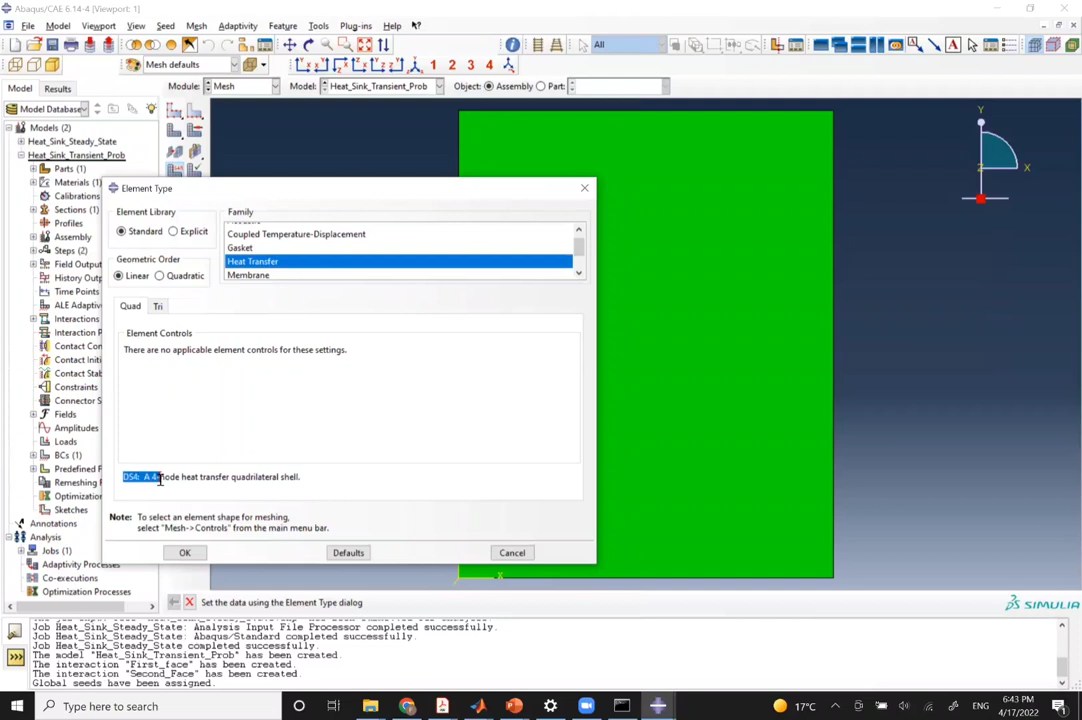 Abaqus/CAE 6.14-4 [Viewport: 1]
File Model Viewport View Seed Mesh Adaptivity Feature Tools Plug-ins Help
All
Mesh defaults
1 2 3 4
Model Results Module: Mesh Model: Heat_Sink_Transient_Prob Object: Assembly Part:
Model Database
Models (2)
Heat_Sink_Steady_State
Heat_Sink_Transient_Prob
Parts (1)
Materials (1)
Calibrations
Sections (1)
Profiles
Assembly
Steps (2)
Field Output
History Outp
Time Points
ALE Adaptive
Interactions
Interaction P
Contact Con
Contact Initi
Contact Stab
Constraints
Connector S
Fields
Amplitudes
Loads
BCs (1)
Predefined F
Remeshing
Optimization
Sketches
Annotations
Analysis
Jobs (1)
Adaptivity Processes
Co-executions
Optimization Processes
Element Type
Element Library
Standard Explicit
Geometric Order
Linear Quadratic
Family
Coupled Temperature-Displacement
Gasket
Heat Transfer
Membrane
Quad Tri
Element Controls
There are no applicable element controls for these settings.
DS4: A 4-node heat transfer quadrilateral shell.
Note: To select an element shape for meshing,
select "Mesh->Controls" from the main menu bar.
OK Defaults Cancel
Y
Z X
X
Set the data using the Element Type dialog
SIMULIA
Job Heat_Sink_Steady_State: Analysis Input File Processor completed successfully.
Job Heat_Sink_Steady_State: Abaqus/Standard completed successfully.
Job Heat_Sink_Steady_State completed successfully.
The model "Heat_Sink_Transient_Prob" has been created.
The interaction "First_face" has been created.
The interaction "Second_Face" has been created.
Global seeds have been assigned.
Type here to search
17°C
ENG
6:43 PM
4/17/2022